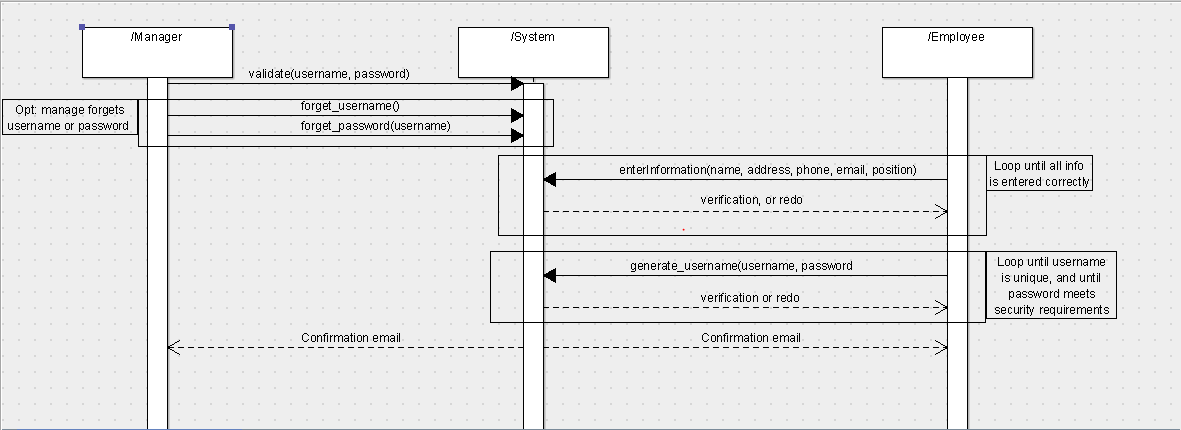 /Manager
/System
/Employee
validate(username, password)
Opt: manage forgets
username or password
forget_username()
forget_password(username)
enterInformation(name, address, phone, email, position)
Loop until all info
is entered correctly
verification, or redo
generate_username(username, password
Loop until username
is unique, and until
password meets
security requirements
verification or redo
Confirmation email
Confirmation email